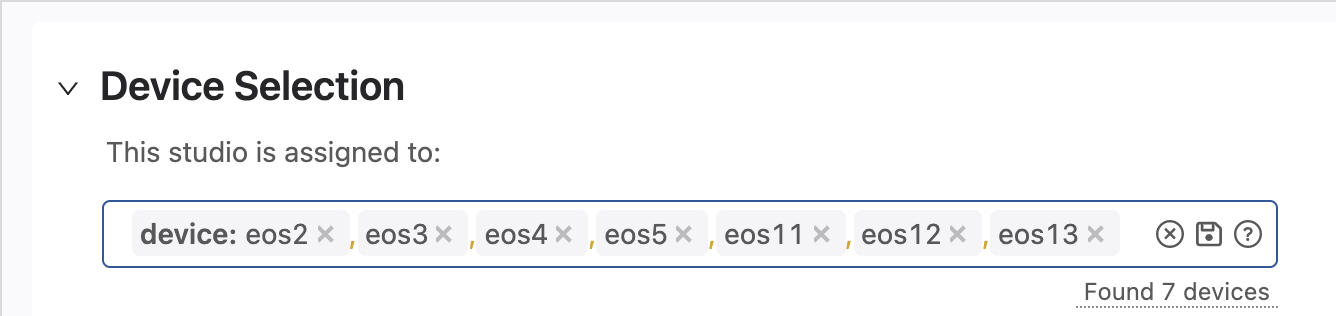 Device Selection
This studio is assigned to:
device: eos2 × , eos3 × , eos4 × , eos5 × , eos11 × , eos12 × , eos13 ×
Found 7 devices